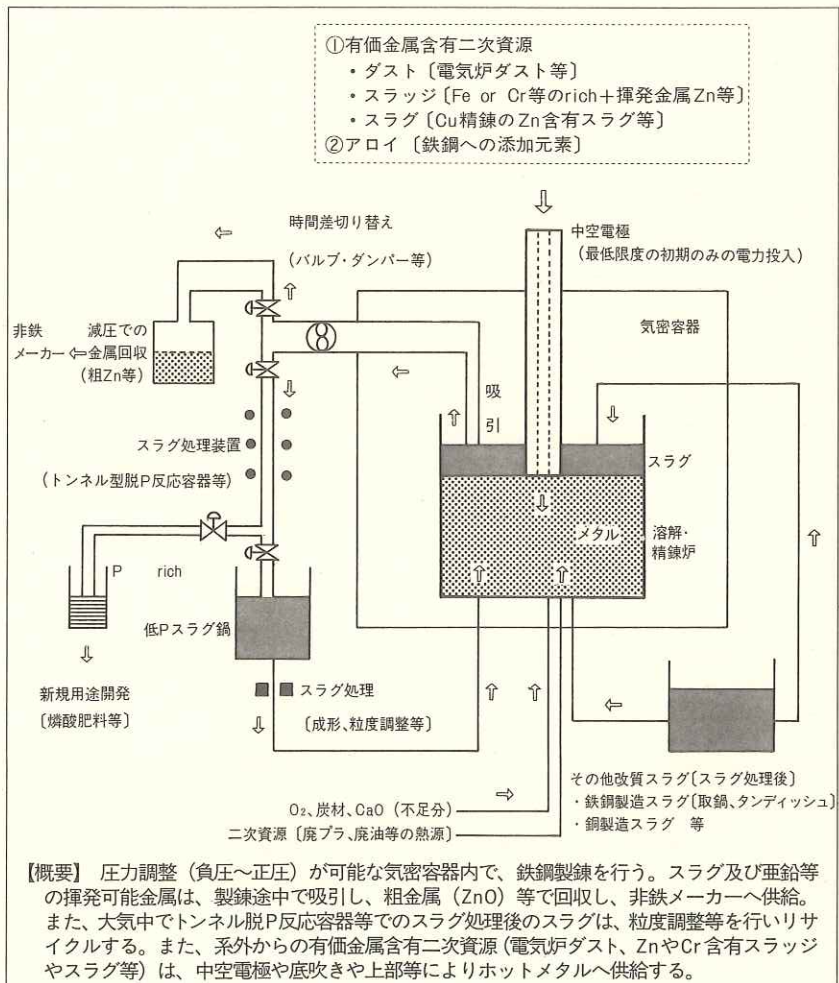 ①有価金属含有二次資源
・ダスト〔電気炉ダスト等〕
・スラッジ〔Fe or Cr等のrich＋揮発金属Zn等〕
・スラグ〔Cu精錬のZn含有スラグ等〕
②アロイ〔鉄鋼への添加元素〕
時間差切り替え
(バルブ・ダンパー等)
中空電極
(最低限度の初期のみの電力投入)
気密容器
非鉄
メーカー
減圧での
金属回収
(粗Zn等)
吸引
スラグ処理装置
(トンネル型脱P反応容器等)
スラグ
メタル
溶解・
精錬炉
P rich
低Pスラグ鍋
新規用途開発
〔燐酸肥料等〕
スラグ処理
〔成形、粒度調整等〕
O₂、炭材、CaO (不足分)
二次資源〔廃プラ、廃油等の熱源〕
その他改質スラグ〔スラグ処理後〕
・鉄鋼製造スラグ〔取鍋、タンディッシュ〕
・銅製造スラグ 等
【概要】 圧力調整（負圧～正圧）が可能な気密容器内で、鉄鋼製錬を行う。スラグ及び亜鉛等
の揮発可能金属は、製錬途中で吸引し、粗金属（ZnO）等で回収し、非鉄メーカーへ供給。
また、大気中でトンネル脱P反応容器等でのスラグ処理後のスラグは、粒度調整等を行いリサ
イクルする。また、系外からの有価金属含有二次資源（電気炉ダスト、ZnやCr含有スラッジ
やスラグ等）は、中空電極や底吹きや上部等によりホットメタルへ供給する。